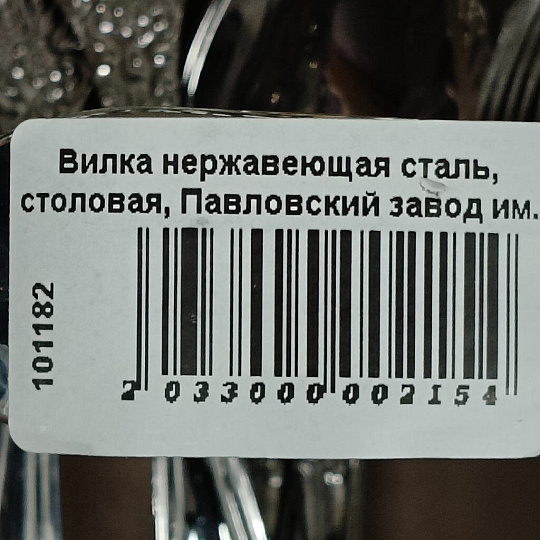 Вилка нержавеющая сталь,
столовая, Павловский завод им.
101182
2 033000 002154